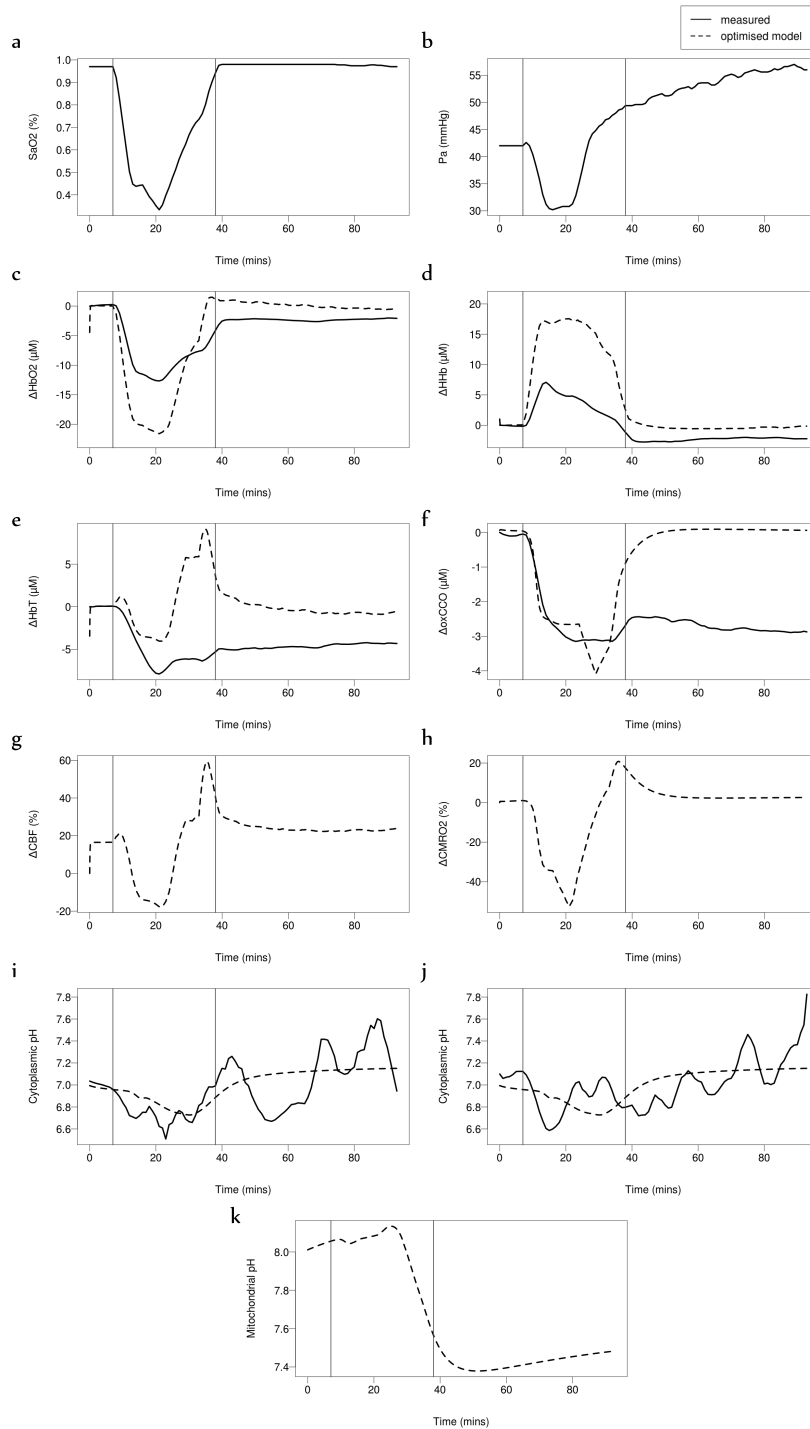 measured
optimised model
a
SaO2 (%)
1.0
0.9
0.8
0.7
0.6
0.5
0.4
0 20 40 60 80
Time (mins)
b
Pa (mmHg)
55
50
45
40
35
30
0 20 40 60 80
Time (mins)
c
ΔHbO2 (μM)
0
-5
-10
-15
-20
0 20 40 60 80
Time (mins)
d
ΔHHb (μM)
20
15
10
5
0
0 20 40 60 80
Time (mins)
e
ΔHbT (μM)
5
0
-5
0 20 40 60 80
Time (mins)
f
ΔoxCCO (μM)
0
-1
-2
-3
-4
0 20 40 60 80
Time (mins)
g
ΔCBF (%)
60
40
20
0
-20
0 20 40 60 80
Time (mins)
h
ΔCMRO2 (%)
20
0
-20
-40
0 20 40 60 80
Time (mins)
i
Cytoplasmic pH
7.8
7.6
7.4
7.2
7.0
6.8
6.6
0 20 40 60 80
Time (mins)
j
Cytoplasmic pH
7.8
7.6
7.4
7.2
7.0
6.8
6.6
0 20 40 60 80
Time (mins)
k
Mitochondrial pH
8.0
7.8
7.6
7.4
0 20 40 60 80
Time (mins)